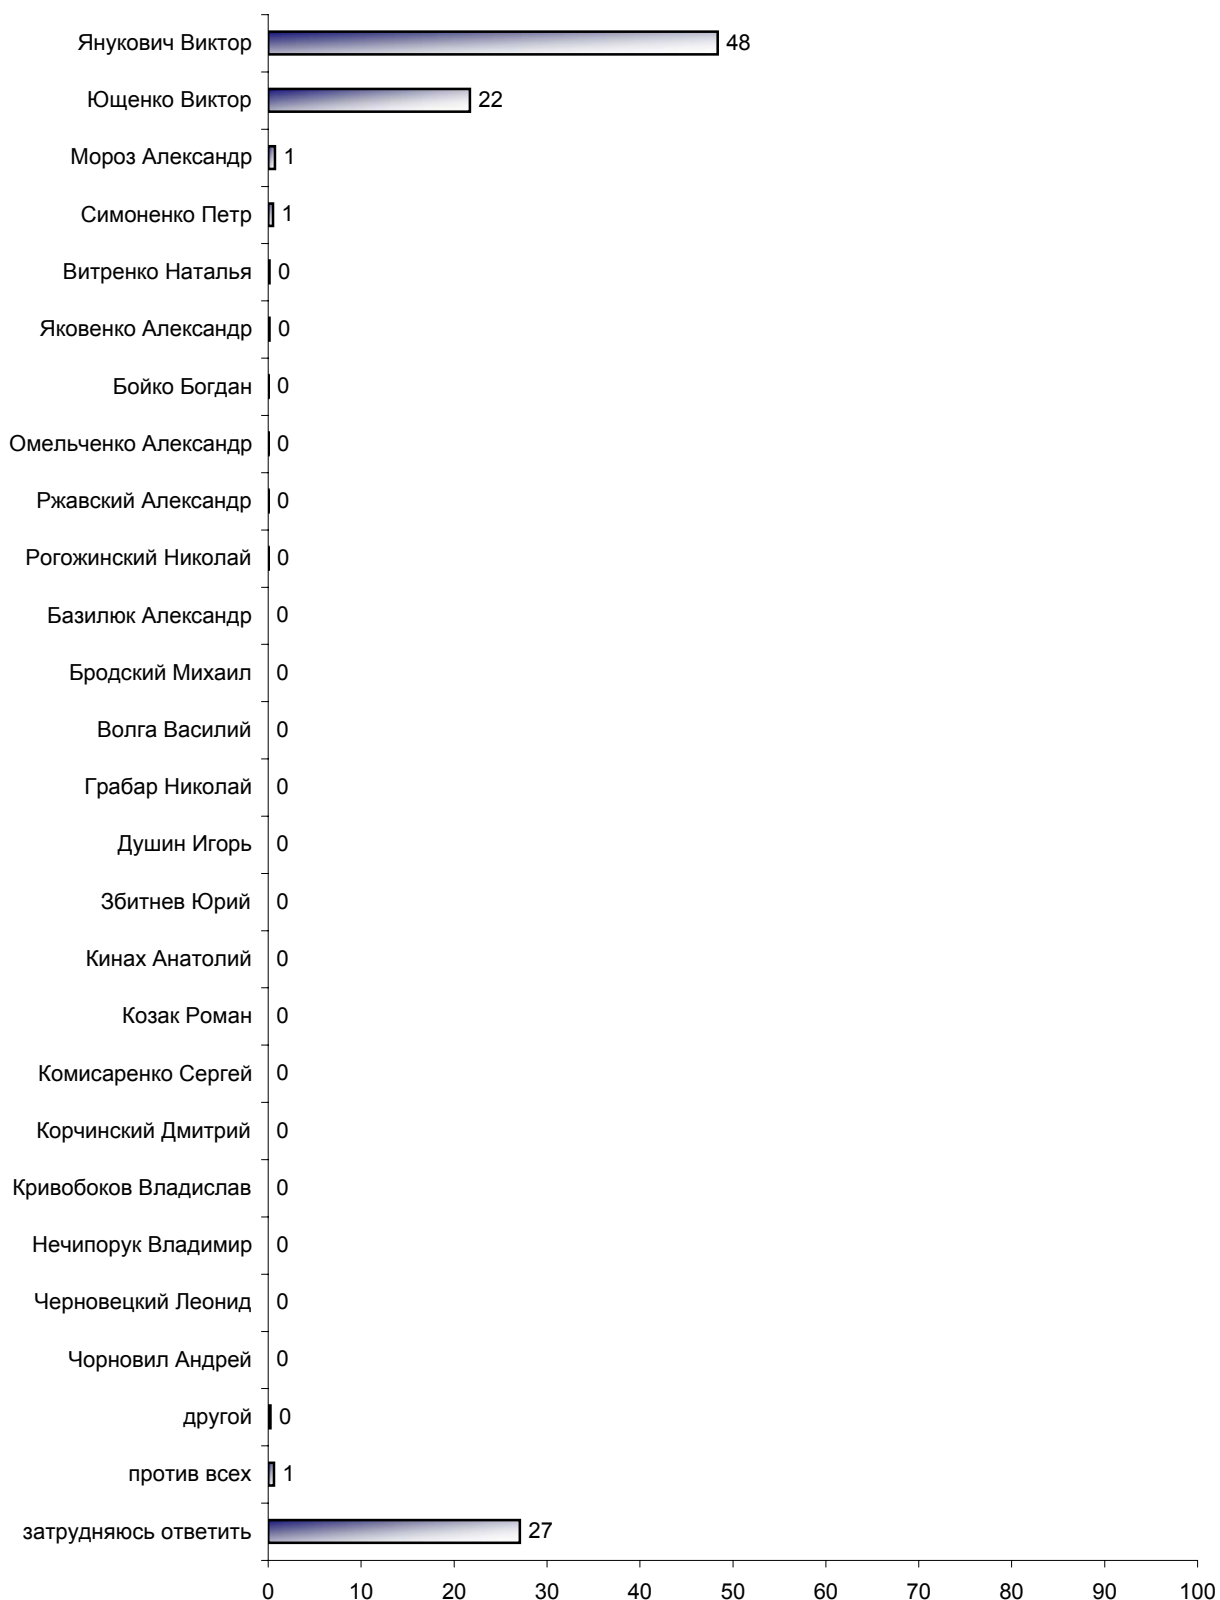 Янукович Виктор 48
Ющенко Виктор 22
Мороз Александр 1
Симоненко Петр 1
Витренко Наталья 0
Яковенко Александр 0
Бойко Богдан 0
Омельченко Александр 0
Ржавский Александр 0
Рогожинский Николай 0
Базилюк Александр 0
Бродский Михаил 0
Волга Василий 0
Грабар Николай 0
Душин Игорь 0
Збитнев Юрий 0
Кинах Анатолий 0
Козак Роман 0
Комисаренко Сергей 0
Корчинский Дмитрий 0
Кривобоков Владислав 0
Нечипорук Владимир 0
Черновецкий Леонид 0
Чорновил Андрей 0
другой 0
против всех 1
затрудняюсь ответить 27
0 10 20 30 40 50 60 70 80 90 100